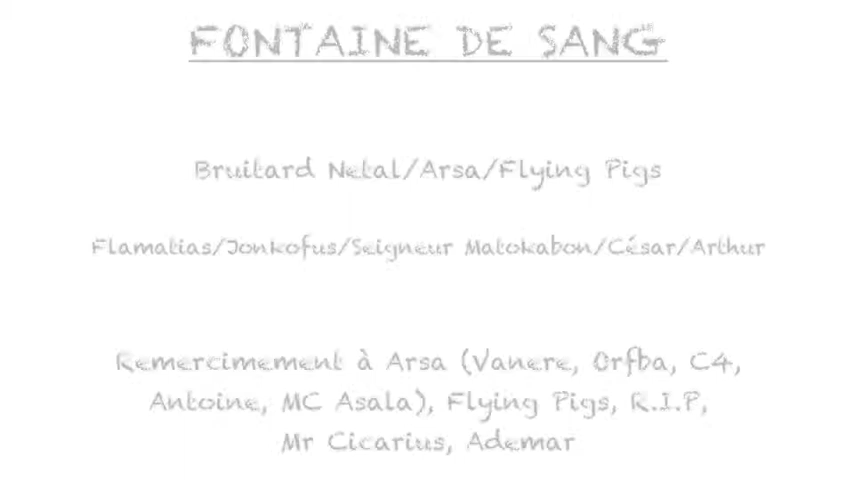 FONTAINE DE SANG
Bruitard Netal/Arsa/Flying Pigs
Flamatias/Jonkofus/Seigneur Matokabon/César/Arthur
Remercimement à Arsa (Vanere, Orfba, C4,
Antoine, MC Asala), Flying Pigs, R.I.P,
Mr Cicarius, Ademar